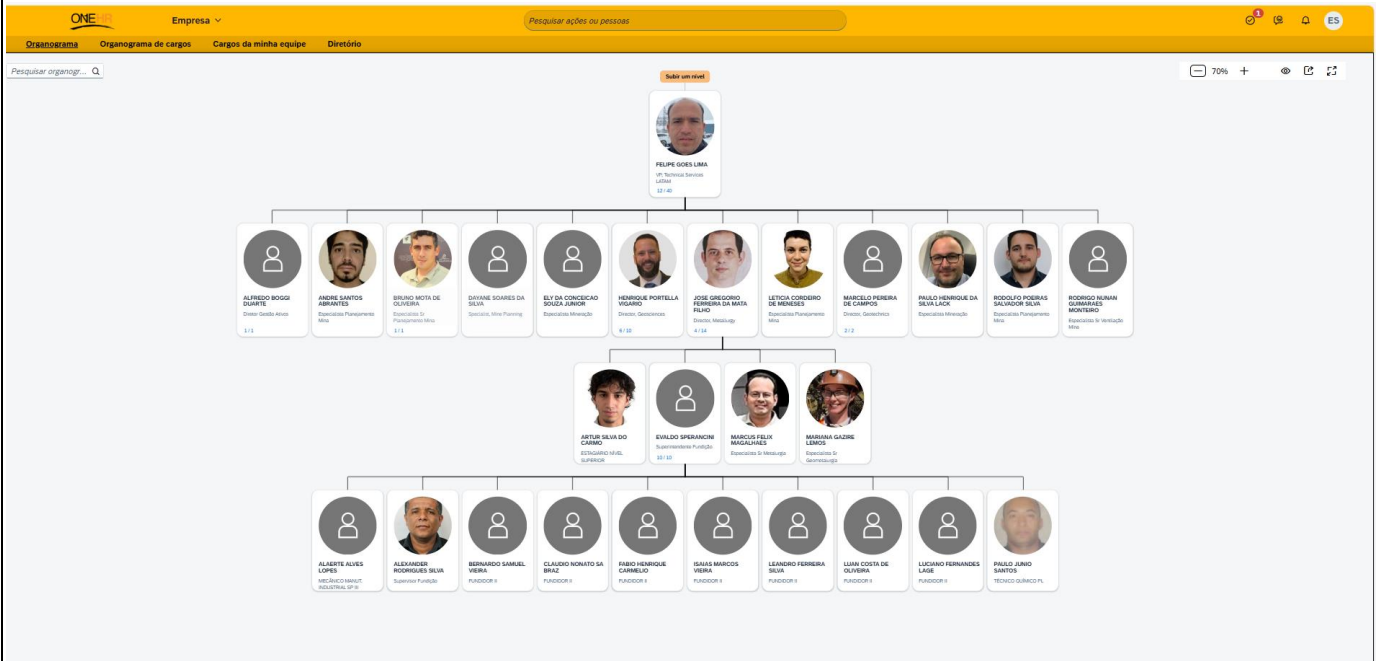 ONEHR
Empresa
Pesquisar ações ou pessoas
1
ES
Organograma
Organograma de cargos
Cargos da minha equipe
Diretório
Pesquisar organogr...
70%
Subir um nível
FELIPE GOES LIMA
VP, Technical Services
LATAM
12 / 40
ALFREDO BOGGI
DUARTE
Diretor Gestão Ativos
1 / 1
ANDRE SANTOS
ABRANTES
Especialista Planejamento
Mina
BRUNO MOTA DE
OLIVEIRA
Especialista Sr
Planejamento Mina
1 / 1
DAYANE SOARES DA
SILVA
Specialist, Mine Planning
ELY DA CONCEICAO
SOUZA JUNIOR
Especialista Mineração
HENRIQUE PORTELLA
VIGARIO
Director, Geosciences
6 / 10
JOSE GREGORIO
FERREIRA DA MATA
FILHO
Director, Metallurgy
4 / 14
LETICIA CORDEIRO
DE MENESES
Especialista Planejamento
Mina
MARCELO PEREIRA
DE CAMPOS
Director, Geotechnics
2 / 2
PAULO HENRIQUE DA
SILVA LACK
Especialista Mineração
RODOLFO POEIRAS
SALVADOR SILVA
Especialista Planejamento
Mina
RODRIGO NUNAN
GUIMARAES
MONTEIRO
Especialista Sr Ventilação
Mina
ARTUR SILVA DO
CARMO
ESTAGIÁRIO NÍVEL
SUPERIOR
EVALDO SPERANCINI
Superintendente Fundição
10 / 10
MARCUS FELIX
MAGALHAES
Especialista Sr Metalurgia
MARIANA GAZIRE
LEMOS
Especialista Sr
Geometalurgia
ALAERTE ALVES
LOPES
MECÂNICO MANUT.
INDUSTRIAL SP III
ALEXANDER
RODRIGUES SILVA
Supervisor Fundição
BERNARDO SAMUEL
VIEIRA
FUNDIDOR II
CLAUDIO NONATO SA
BRAZ
FUNDIDOR II
FABIO HENRIQUE
CARMELIO
FUNDIDOR II
ISAIAS MARCOS
VIEIRA
FUNDIDOR II
LEANDRO FERREIRA
SILVA
FUNDIDOR II
LUAN COSTA DE
OLIVEIRA
FUNDIDOR II
LUCIANO FERNANDES
LAGE
FUNDIDOR II
PAULO JUNIO
SANTOS
TÉCNICO QUÍMICO PL